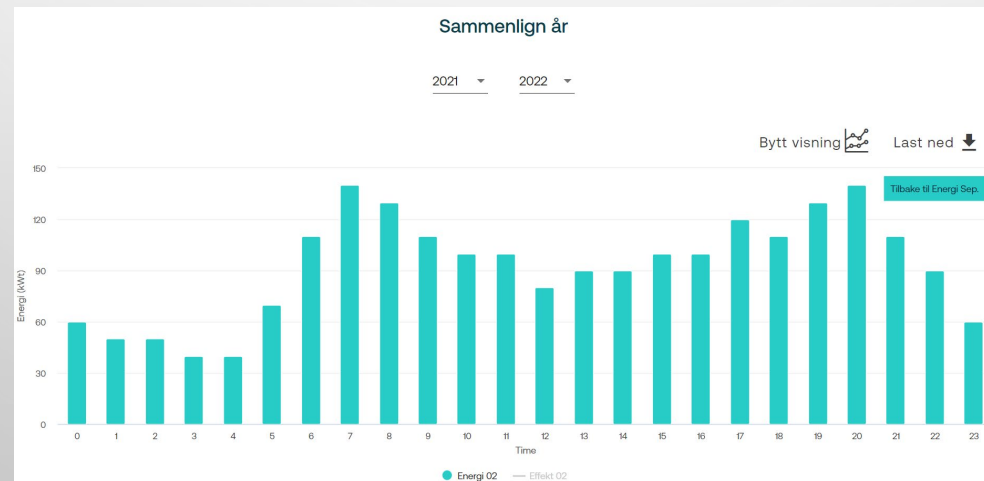 Sammenlign år
2021 2022
Bytt visning Last ned
Tilbake til Energi Sep.
150
120
90
60
30
0
Energi (kWt)
0 1 2 3 4 5 6 7 8 9 10 11 12 13 14 15 16 17 18 19 20 21 22 23
Time
Energi 02 Effekt 02